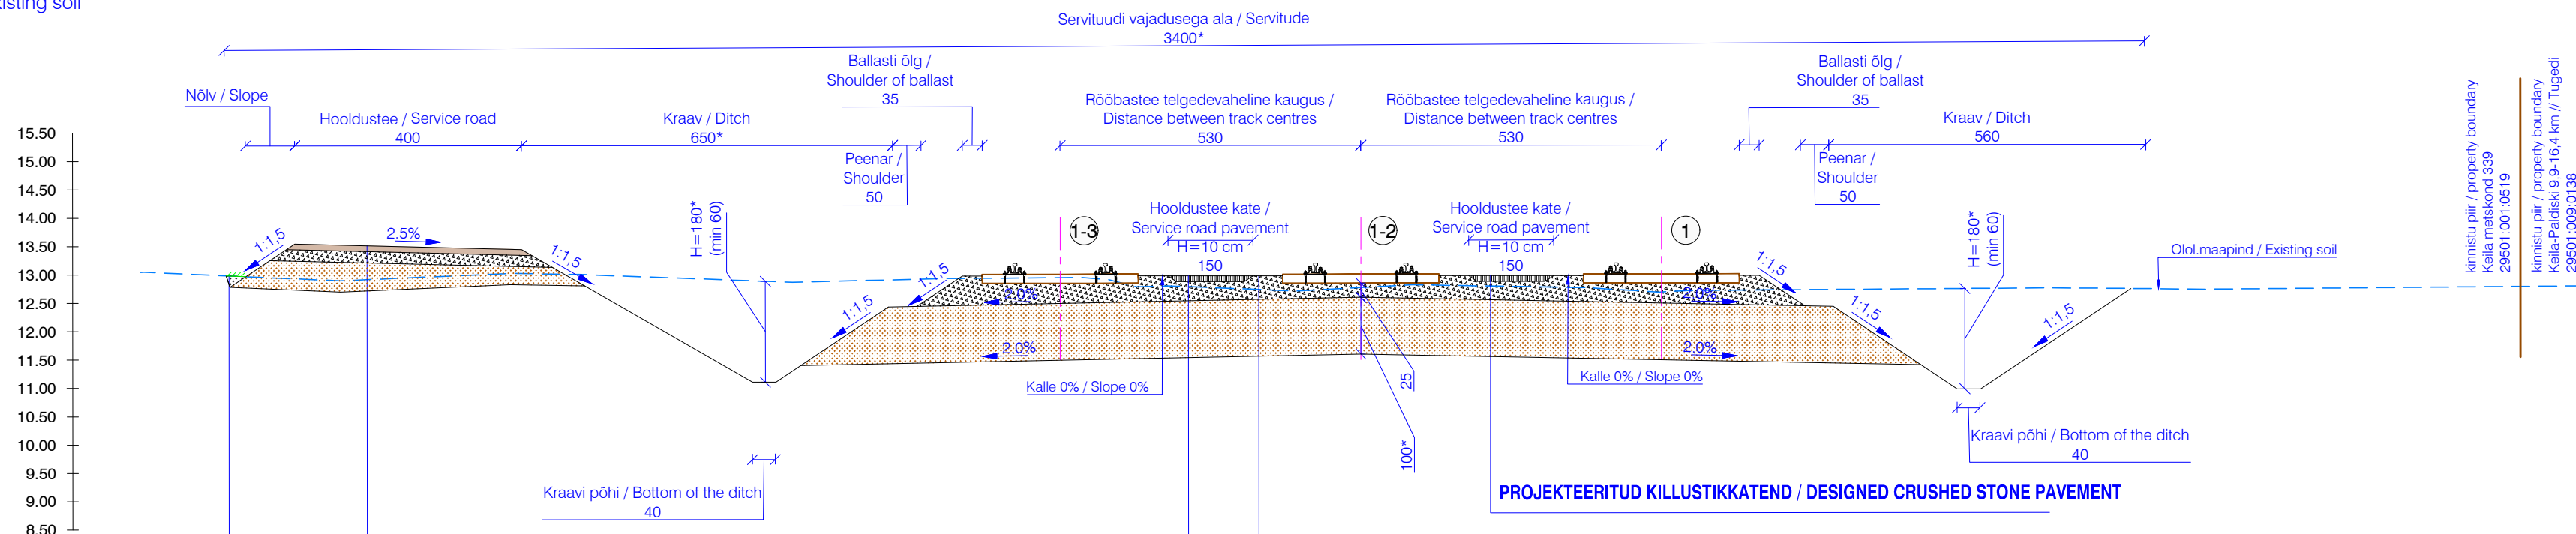 xisting soil
Servituudi vajadusega ala / Servitude
3400*
Ballasti õlg /
Shoulder of ballast
35
Ballasti õlg /
Shoulder of ballast
35
Nõlv / Slope
Hooldustee / Service road
400
Kraav / Ditch
650*
Rööbastee telgedevaheline kaugus /
Distance between track centres
530
Rööbastee telgedevaheline kaugus /
Distance between track centres
530
Kraav / Ditch
560
Peenar /
Shoulder
50
Peenar /
Shoulder
50
kinnistu piir / property boundary
Keila metskond 339
29501:001:0519
kinnistu piir / property boundary
Keila-Paldiski 9,9-16,4 km // Tugedi
29501:009:0138
15.50
15.00
14.50
14.00
13.50
13.00
12.50
12.00
11.50
11.00
10.50
10.00
9.50
9.00
8.50
1:1,5
2.5%
1:1,5
H=180*
(min 60)
1:1,5
1:1,5
1-3
Hooldustee kate /
Service road pavement
H=10 cm
150
1-2
Hooldustee kate /
Service road pavement
H=10 cm
150
1
1:1,5
1:1,5
H=180*
(min 60)
1:1,5
Olol.maapind / Existing soil
2.0%
2.0%
2.0%
2.0%
Kalle 0% / Slope 0%
25
Kalle 0% / Slope 0%
100*
Kraavi põhi / Bottom of the ditch
40
Kraavi põhi / Bottom of the ditch
40
PROJEKTEERITUD KILLUSTIKKATEND / DESIGNED CRUSHED STONE PAVEMENT